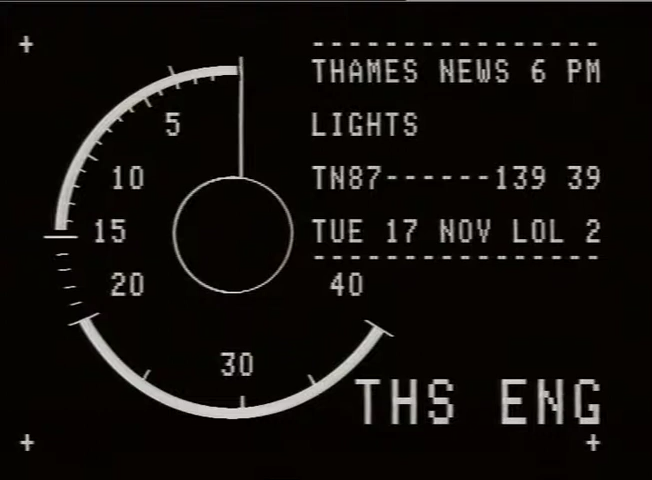 THAMES NEWS 6 PM
LIGHTS
TN87------139 39
TUE 17 NOV LOL 2
5
10
15
20
30
40
THS ENG